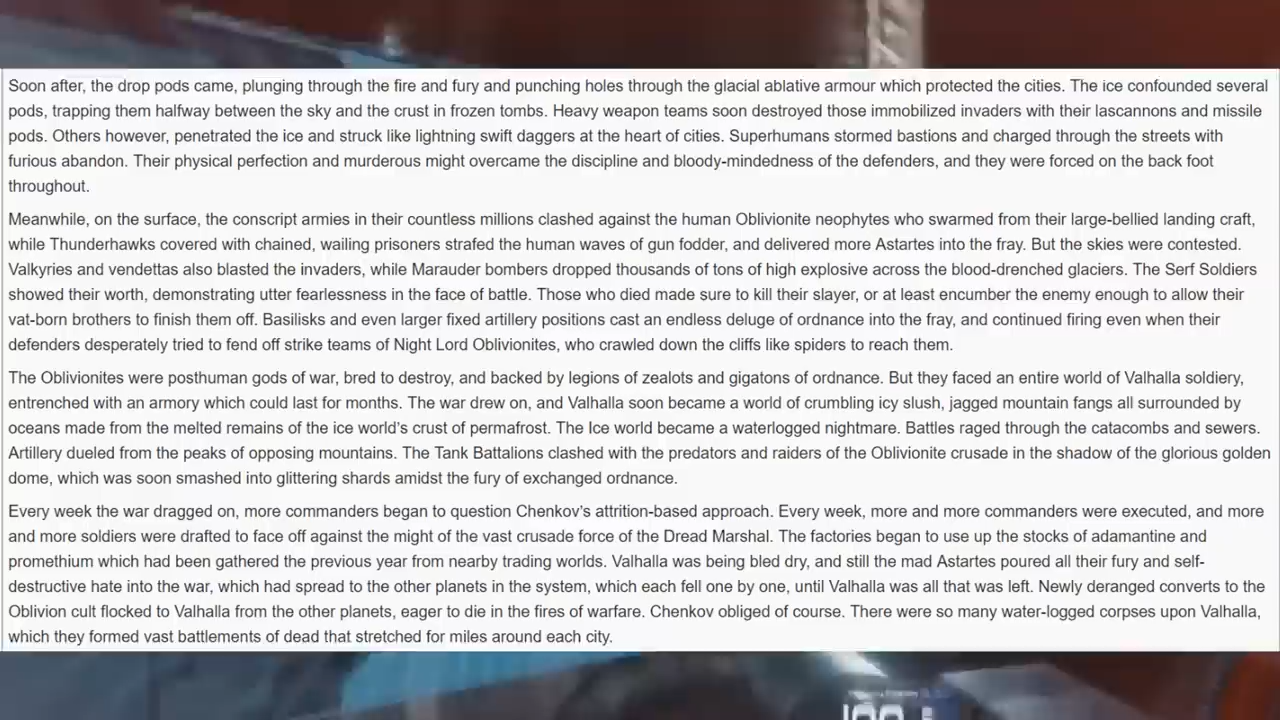 Soon after, the drop pods came, plunging through the fire and fury and punching holes through the glacial ablative armour which protected the cities. The ice confounded several
pods, trapping them halfway between the sky and the crust in frozen tombs. Heavy weapon teams soon destroyed those immobilized invaders with their lascannons and missile
pods. Others however, penetrated the ice and struck like lightning swift daggers at the heart of cities. Superhumans stormed bastions and charged through the streets with
furious abandon. Their physical perfection and murderous might overcame the discipline and bloody-mindedness of the defenders, and they were forced on the back foot
throughout.
Meanwhile, on the surface, the conscript armies in their countless millions clashed against the human Oblivionite neophytes who swarmed from their large-bellied landing craft,
while Thunderhawks covered with chained, wailing prisoners strafed the human waves of gun fodder, and delivered more Astartes into the fray. But the skies were contested.
Valkyries and vendettas also blasted the invaders, while Marauder bombers dropped thousands of tons of high explosive across the blood-drenched glaciers. The Serf Soldiers
showed their worth, demonstrating utter fearlessness in the face of battle. Those who died made sure to kill their slayer, or at least encumber the enemy enough to allow their
vat-born brothers to finish them off. Basilisks and even larger fixed artillery positions cast an endless deluge of ordnance into the fray, and continued firing even when their
defenders desperately tried to fend off strike teams of Night Lord Oblivionites, who crawled down the cliffs like spiders to reach them.
The Oblivionites were posthuman gods of war, bred to destroy, and backed by legions of zealots and gigatons of ordnance. But they faced an entire world of Valhalla soldiery,
entrenched with an armory which could last for months. The war drew on, and Valhalla soon became a world of crumbling icy slush, jagged mountain fangs all surrounded by
oceans made from the melted remains of the ice world's crust of permafrost. The Ice world became a waterlogged nightmare. Battles raged through the catacombs and sewers.
Artillery dueled from the peaks of opposing mountains. The Tank Battalions clashed with the predators and raiders of the Oblivionite crusade in the shadow of the glorious golden
dome, which was soon smashed into glittering shards amidst the fury of exchanged ordnance.
Every week the war dragged on, more commanders began to question Chenkov's attrition-based approach. Every week, more and more commanders were executed, and more
and more soldiers were drafted to face off against the might of the vast crusade force of the Dread Marshal. The factories began to use up the stocks of adamantine and
promethium which had been gathered the previous year from nearby trading worlds. Valhalla was being bled dry, and still the mad Astartes poured all their fury and self-
destructive hate into the war, which had spread to the other planets in the system, which each fell one by one, until Valhalla was all that was left. Newly deranged converts to the
Oblivion cult flocked to Valhalla from the other planets, eager to die in the fires of warfare. Chenkov obliged of course. There were so many water-logged corpses upon Valhalla,
which they formed vast battlements of dead that stretched for miles around each city.